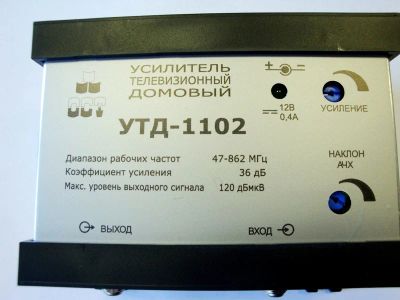 УСИЛИТЕЛЬ
ТЕЛЕВИЗИОННЫЙ
ДОМОВЫЙ
УТД-1102
+ -
12В
0,4А
УСИЛЕНИЕ
Диапазон рабочих частот 47-862 МГц
Коэффициент усиления 36 дБ
Макс. уровень выходного сигнала 120 дБмкВ
НАКЛОН
АЧХ
ВЫХОД
ВХОД